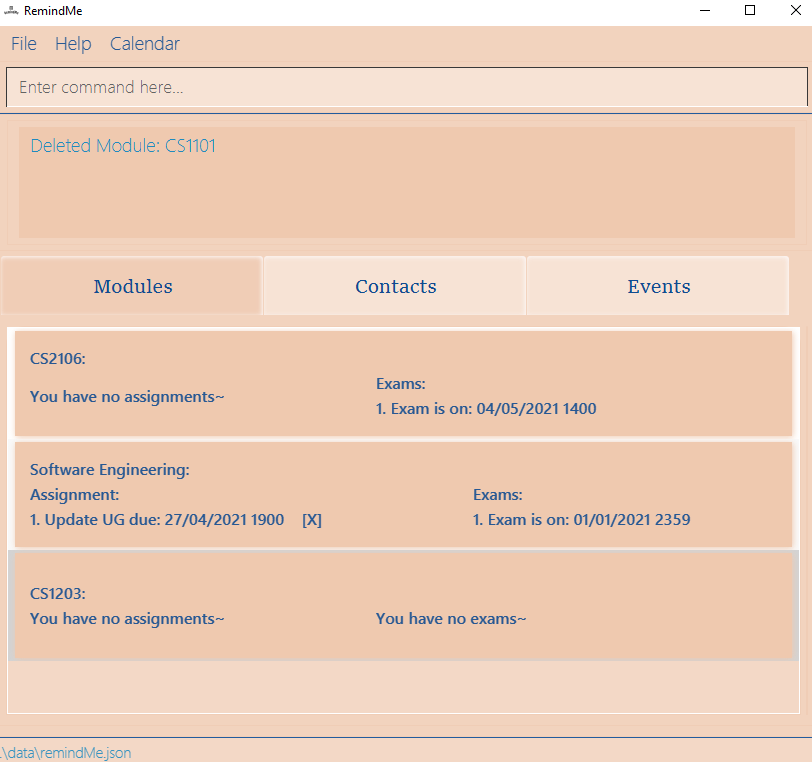 RemindMe
File Help Calendar
Enter command here...
Deleted Module: CS1101
Modules Contacts Events
CS2106:
You have no assignments~
Exams:
1. Exam is on: 04/05/2021 1400
Software Engineering:
Assignment: Exams:
1. Update UG due: 27/04/2021 1900 [X] 1. Exam is on: 01/01/2021 2359
CS1203:
You have no assignments~ You have no exams~
.\data\remindMe.json